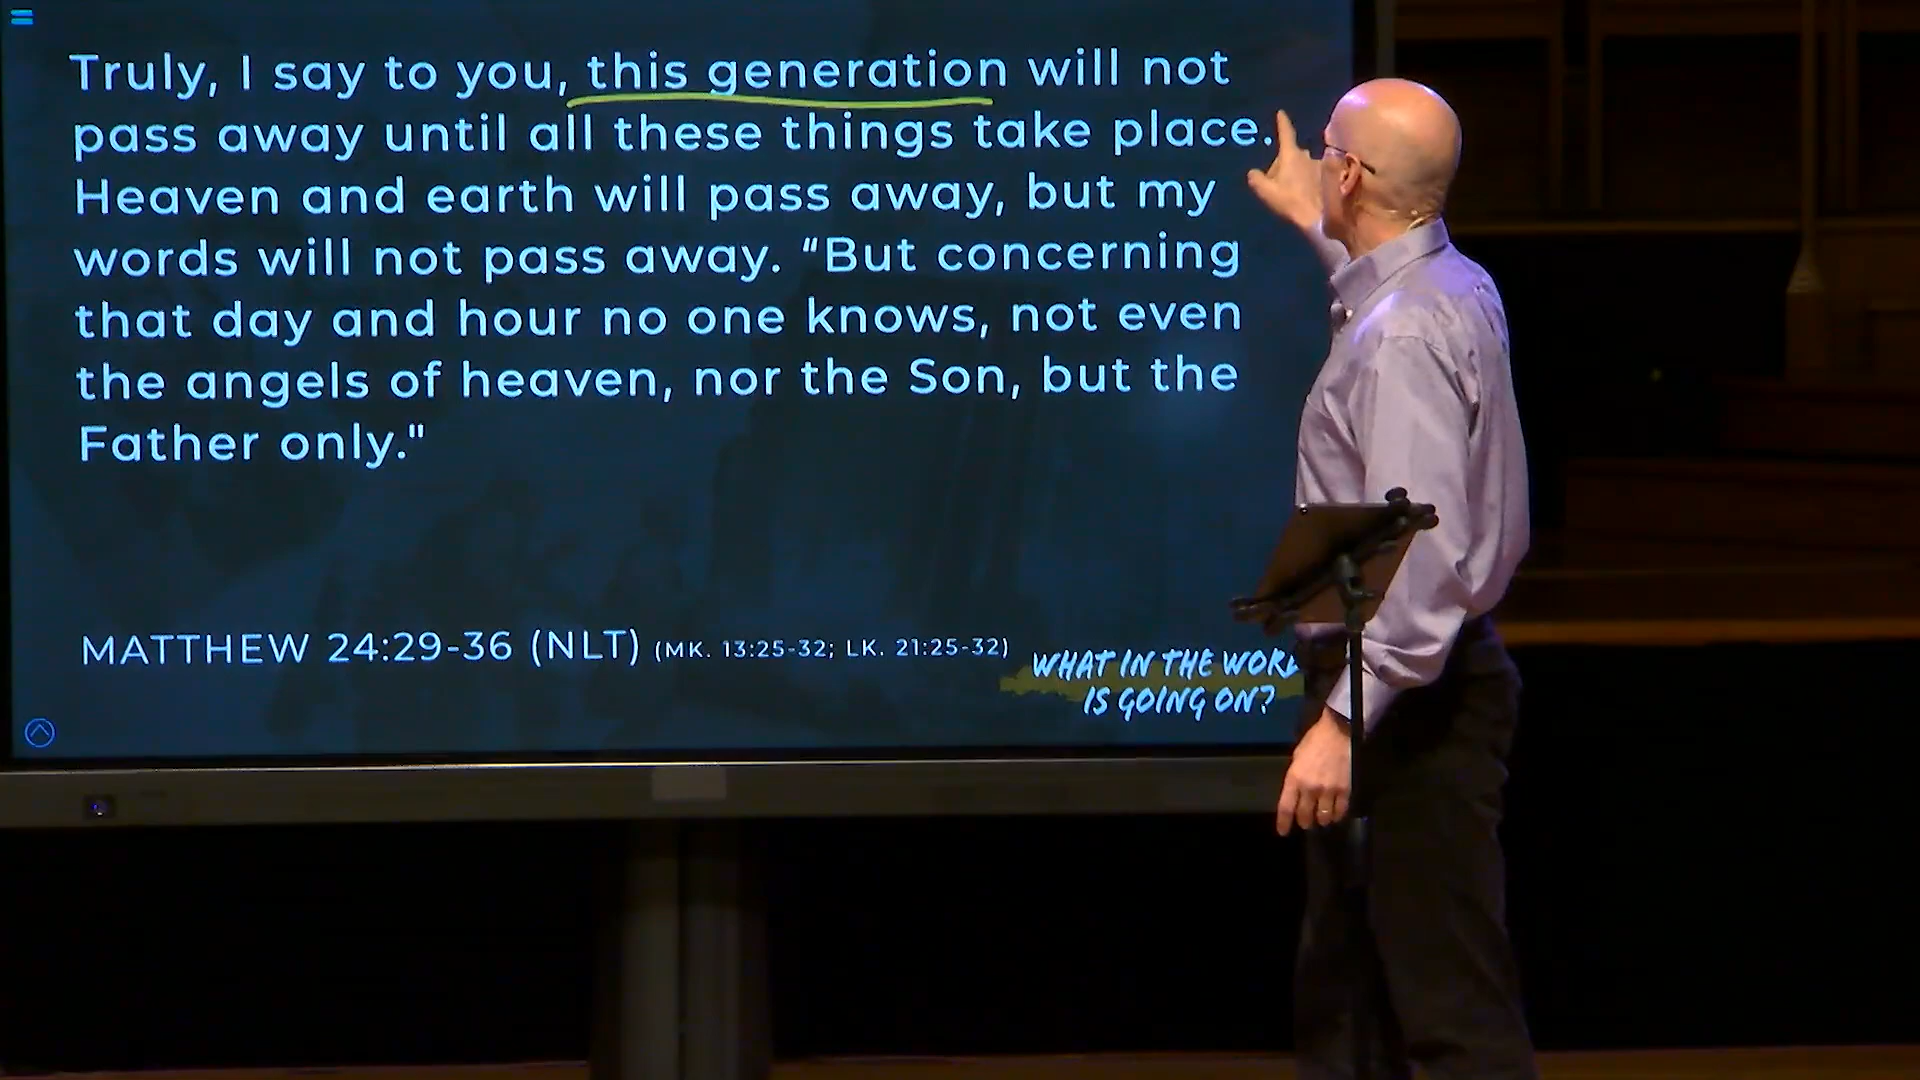 Truly, I say to you, this generation will not
pass away until all these things take place.
Heaven and earth will pass away, but my
words will not pass away. “But concerning
that day and hour no one knows, not even
the angels of heaven, nor the Son, but the
Father only."
MATTHEW 24:29-36 (NLT) (MK. 13:25-32; LK. 21:25-32)
WHAT IN THE WORL
IS GOING ON?